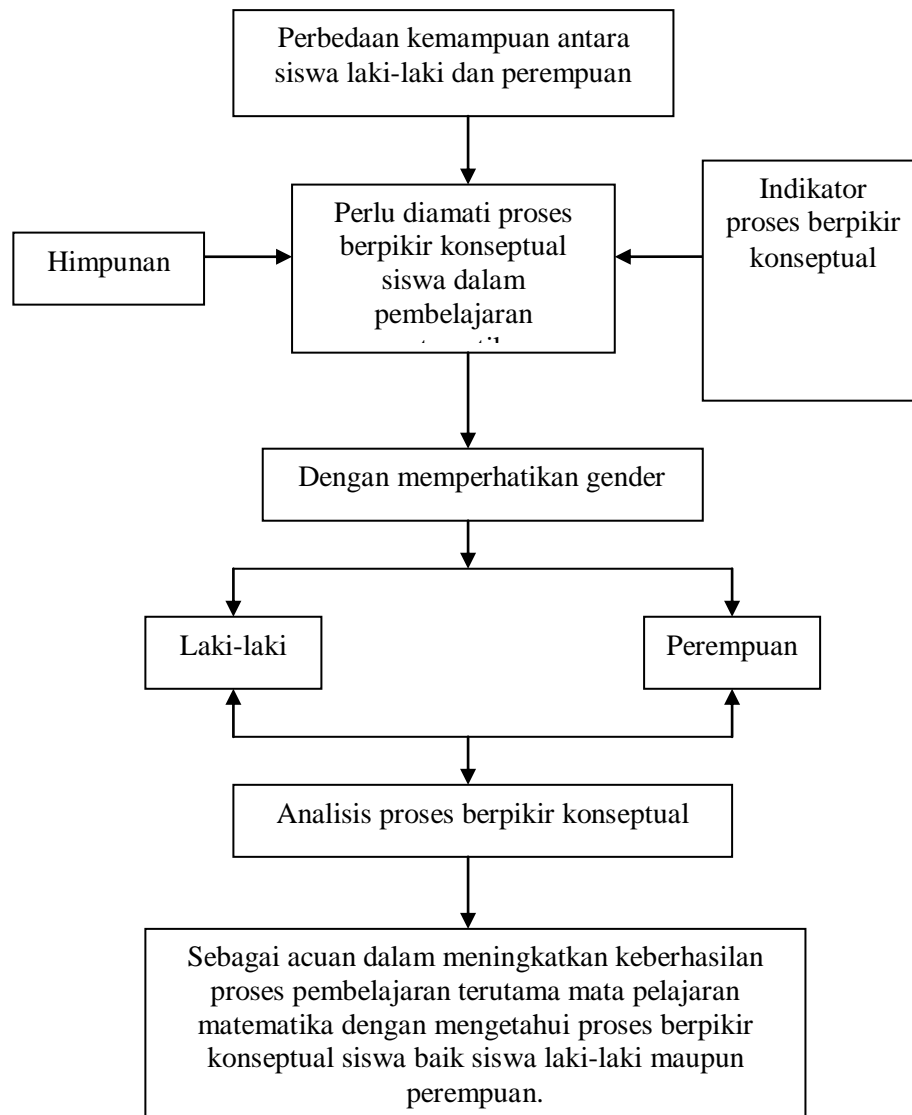 Perbedaan kemampuan antara
siswa laki-laki dan perempuan
Perlu diamati proses
berpikir konseptual
siswa dalam
pembelajaran
Indikator
proses berpikir
konseptual
Himpunan
Dengan memperhatikan gender
Laki-laki
Perempuan
Analisis proses berpikir konseptual
Sebagai acuan dalam meningkatkan keberhasilan
proses pembelajaran terutama mata pelajaran
matematika dengan mengetahui proses berpikir
konseptual siswa baik siswa laki-laki maupun
perempuan.